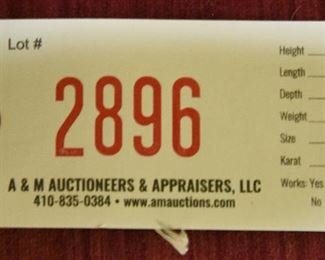 Lot #
2896
A & M AUCTIONEERS & APPRAISERS, LLC
410-835-0384 • www.amauctions.com
Height
Length
Depth
Weight
Size
Karat
Works: Yes
No